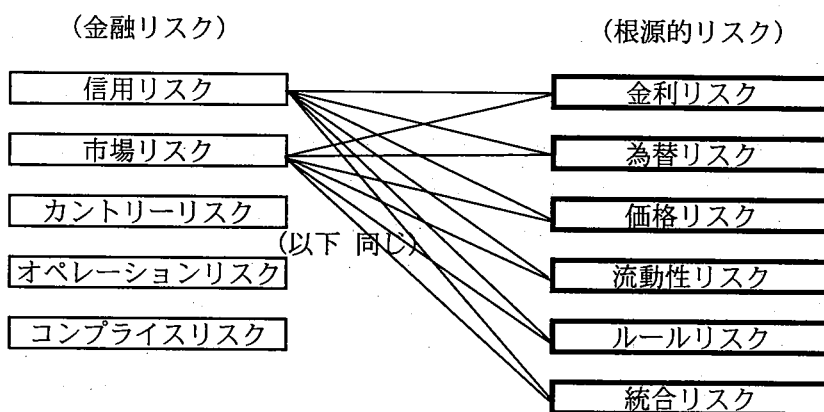 （金融リスク）
（根源的リスク）
信用リスク
金利リスク
市場リスク
為替リスク
カントリーリスク
価格リスク
（以下 同じ）
オペレーションリスク
流動性リスク
コンプライスリスク
ルールリスク
統合リスク